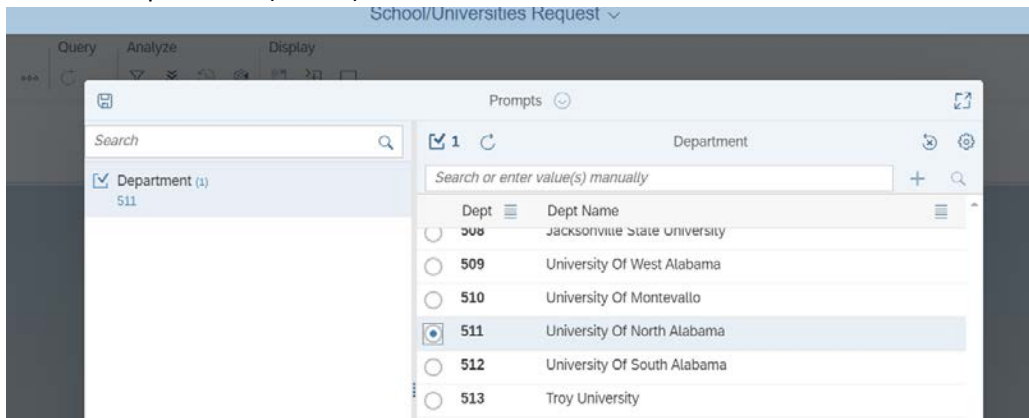 School/Universities Request
Query Analyze Display
Prompts
Search
1 Department
Department (1)
511
Search or enter value(s) manually
Dept Dept Name
508 Jacksonville State University
509 University Of West Alabama
510 University Of Montevallo
511 University Of North Alabama
512 University Of South Alabama
513 Troy University